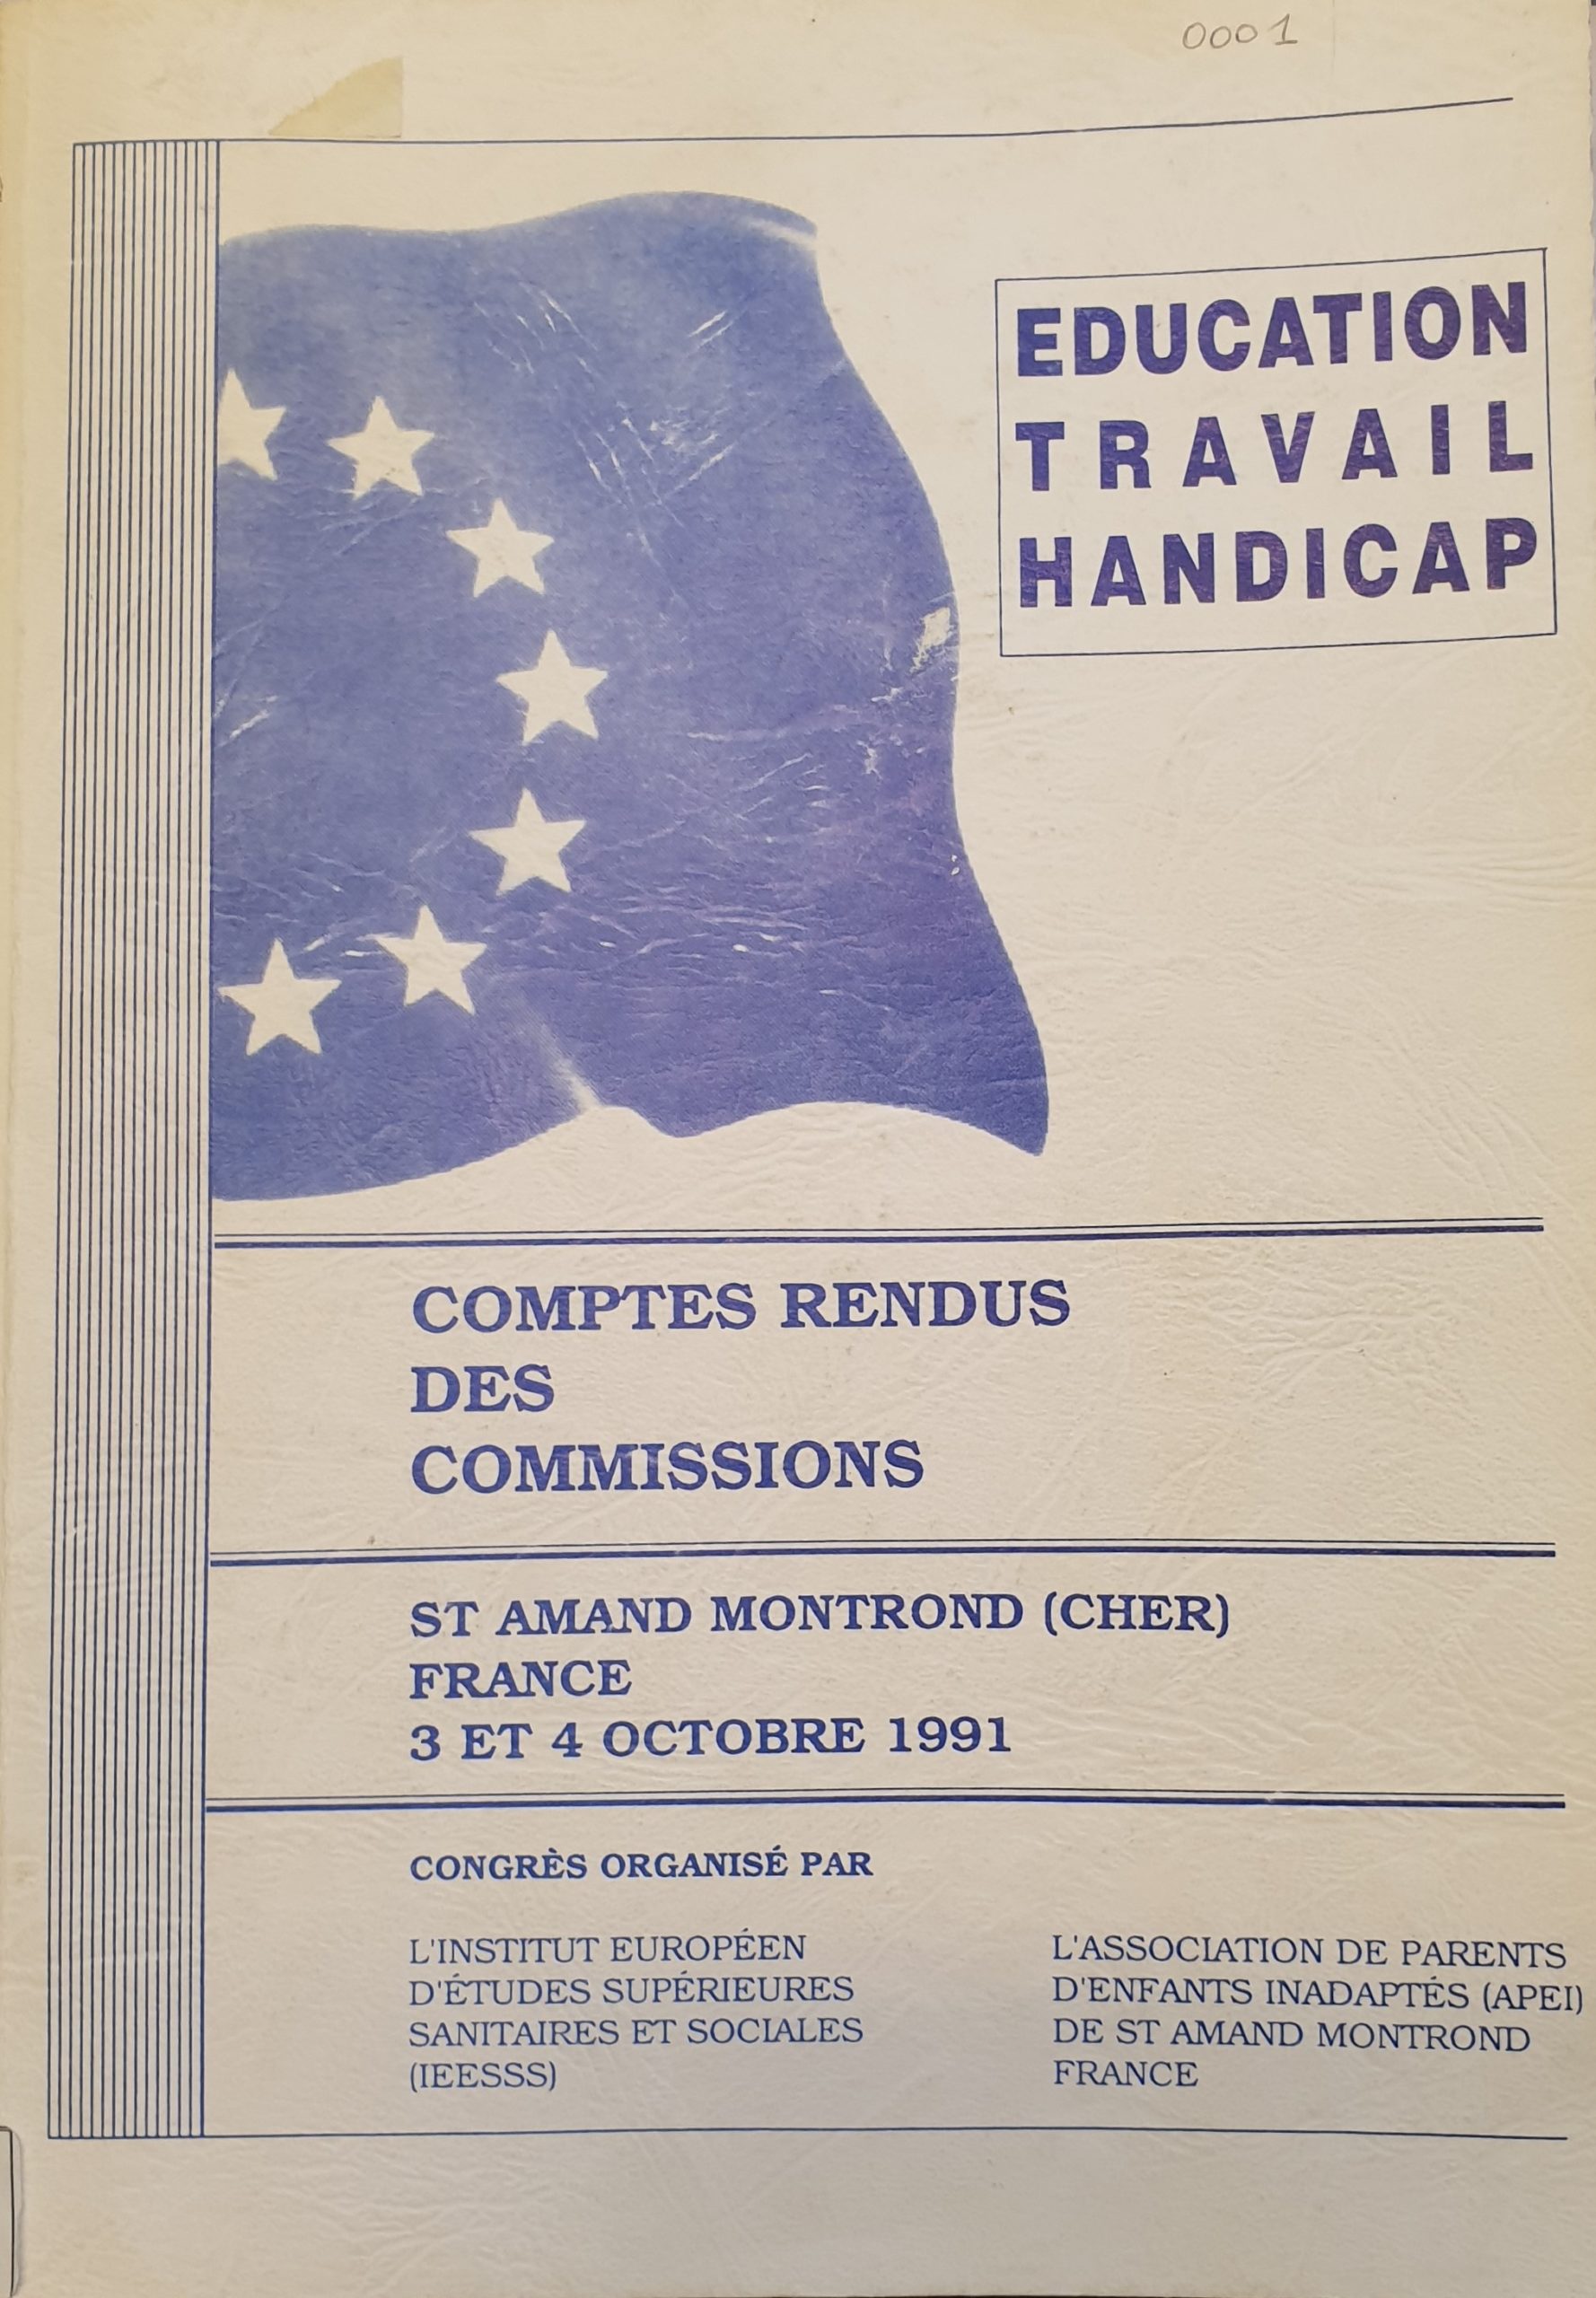 0001
EDUCATION
TRAVAIL
HANDICAP
COMPTES RENDUS
DES
COMMISSIONS
ST AMAND MONTROND (CHER)
FRANCE
3 ET 4 OCTOBRE 1991
CONGRÈS ORGANISÉ PAR
L'INSTITUT EUROPÉEN
D'ÉTUDES SUPÉRIEURES
SANITAIRES ET SOCIALES
(IEESSS)
L'ASSOCIATION DE PARENTS
D'ENFANTS INADAPTÉS (APEI)
DE ST AMAND MONTROND
FRANCE